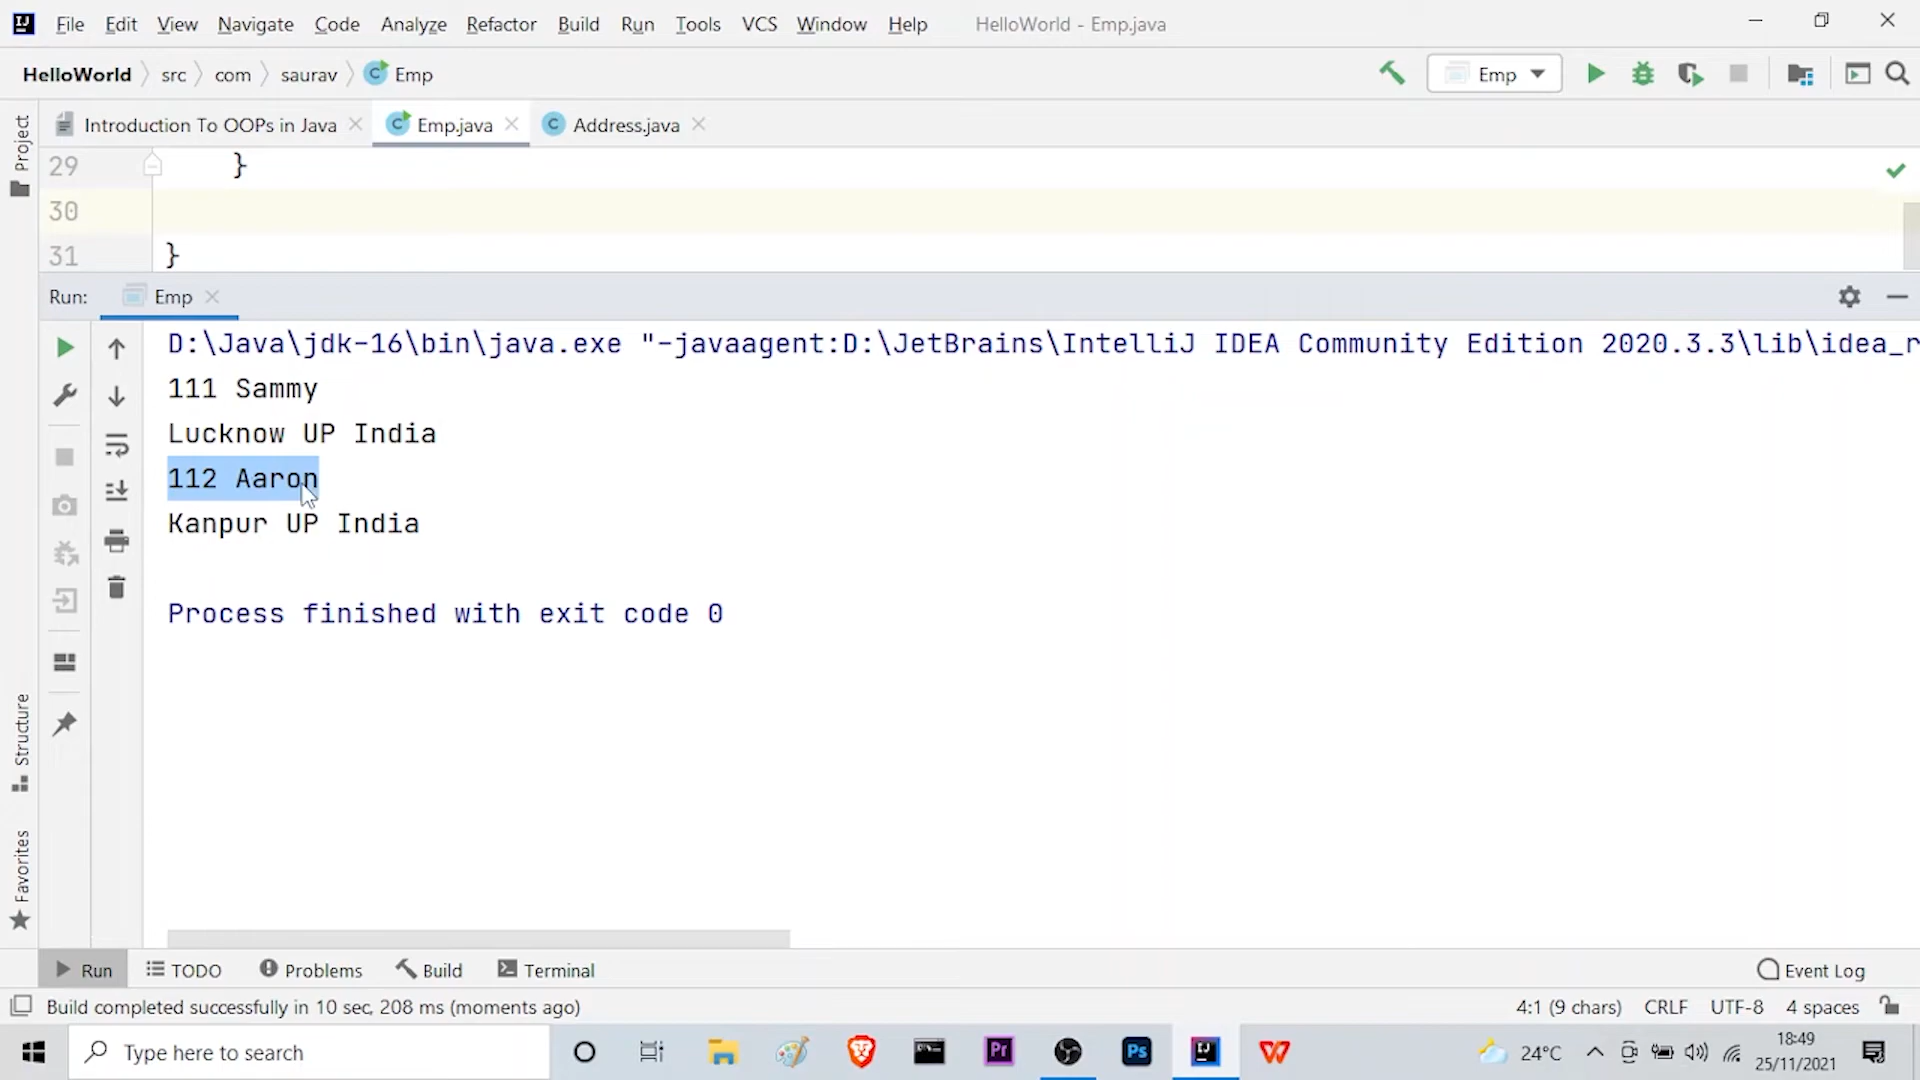 File Edit View Navigate Code Analyze Refactor Build Run Tools VCS Window Help HelloWorld - Emp.java
HelloWorld src com saurav C Emp Emp
Introduction To OOPs in Java C Emp.java C Address.java
Project
29 }
30
31 }
Run: Emp
D:\Java\jdk-16\bin\java.exe "-javaagent:D:\JetBrains\IntelliJ IDEA Community Edition 2020.3.3\lib\idea_r
111 Sammy
Lucknow UP India
112 Aaron
Kanpur UP India
Process finished with exit code 0
Structure
Favorites
Run TODO Problems Build Terminal Event Log
Build completed successfully in 10 sec, 208 ms (moments ago) 4:1 (9 chars) CRLF UTF-8 4 spaces
Type here to search Pr Ps IJ W 24°C 18:49
25/11/2021